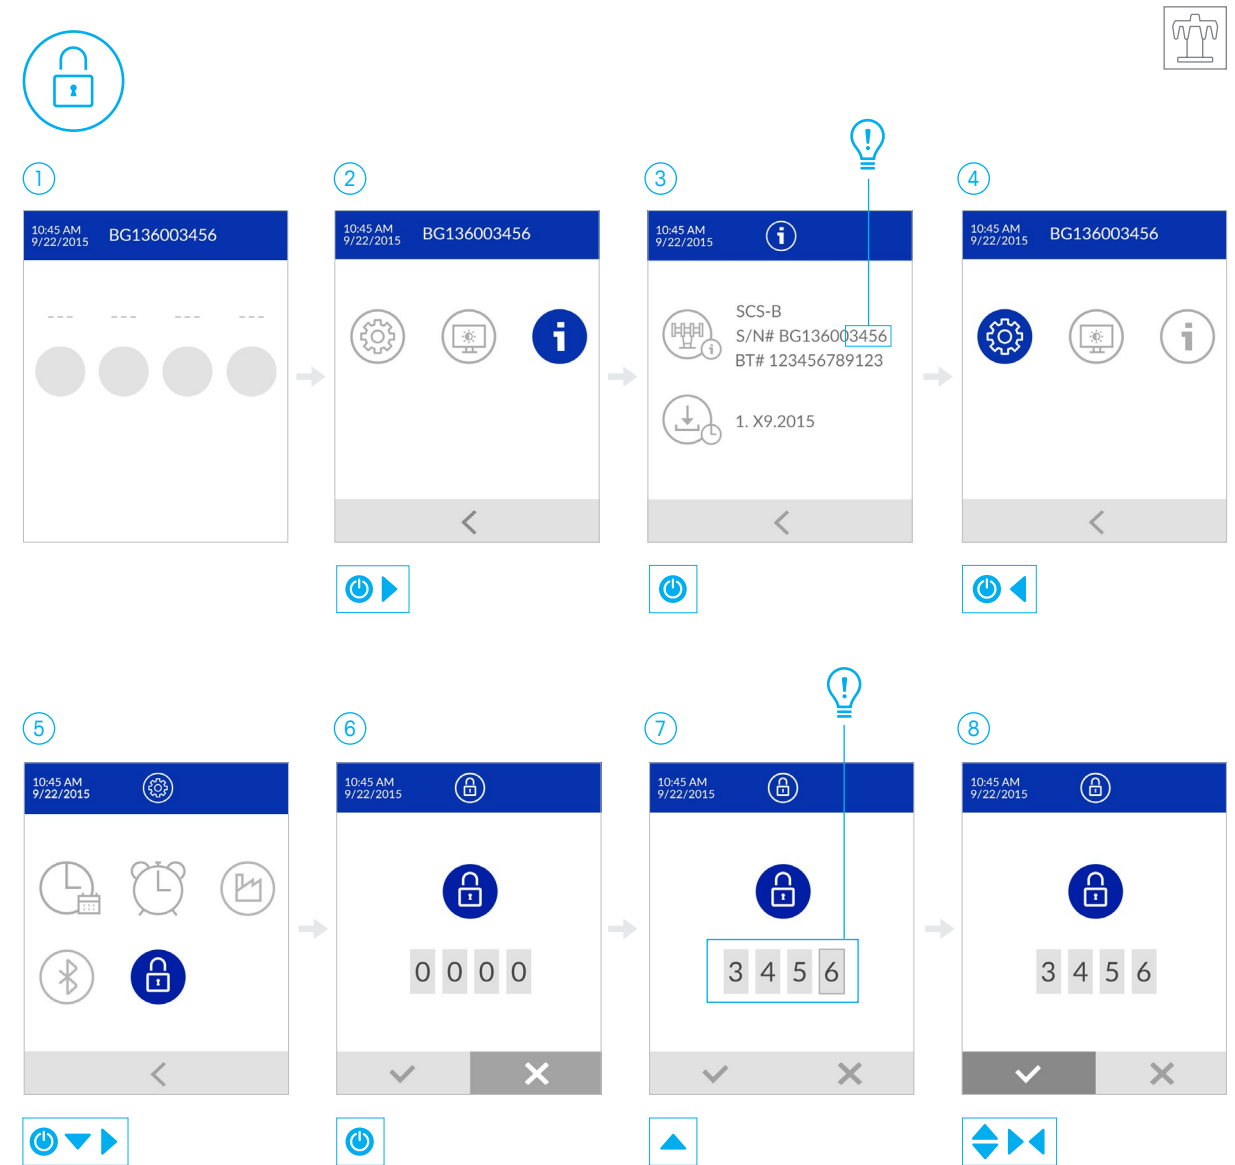 1
2
3
4
10:45 AM
9/22/2015
BG136003456
10:45 AM
9/22/2015
BG136003456
10:45 AM
9/22/2015
10:45 AM
9/22/2015
BG136003456
--- --- --- ---
SCS-B
S/N# BG136003456
BT# 123456789123
1. X9.2015
5
6
7
8
10:45 AM
9/22/2015
10:45 AM
9/22/2015
10:45 AM
9/22/2015
10:45 AM
9/22/2015
0 0 0 0
3 4 5 6
3 4 5 6